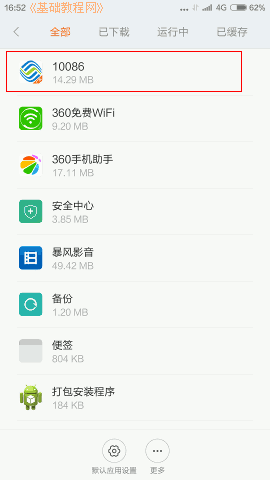 16:52 《基础教程网》 ... 4G 62%
全部 已下载 运行中 已缓存
10086
14.29 MB
360免费WiFi
9.20 MB
360手机助手
17.11 MB
安全中心
3.85 MB
暴风影音
49.42 MB
备份
1.20 MB
便签
804 KB
打包安装程序
184 KB
默认应用设置 更多